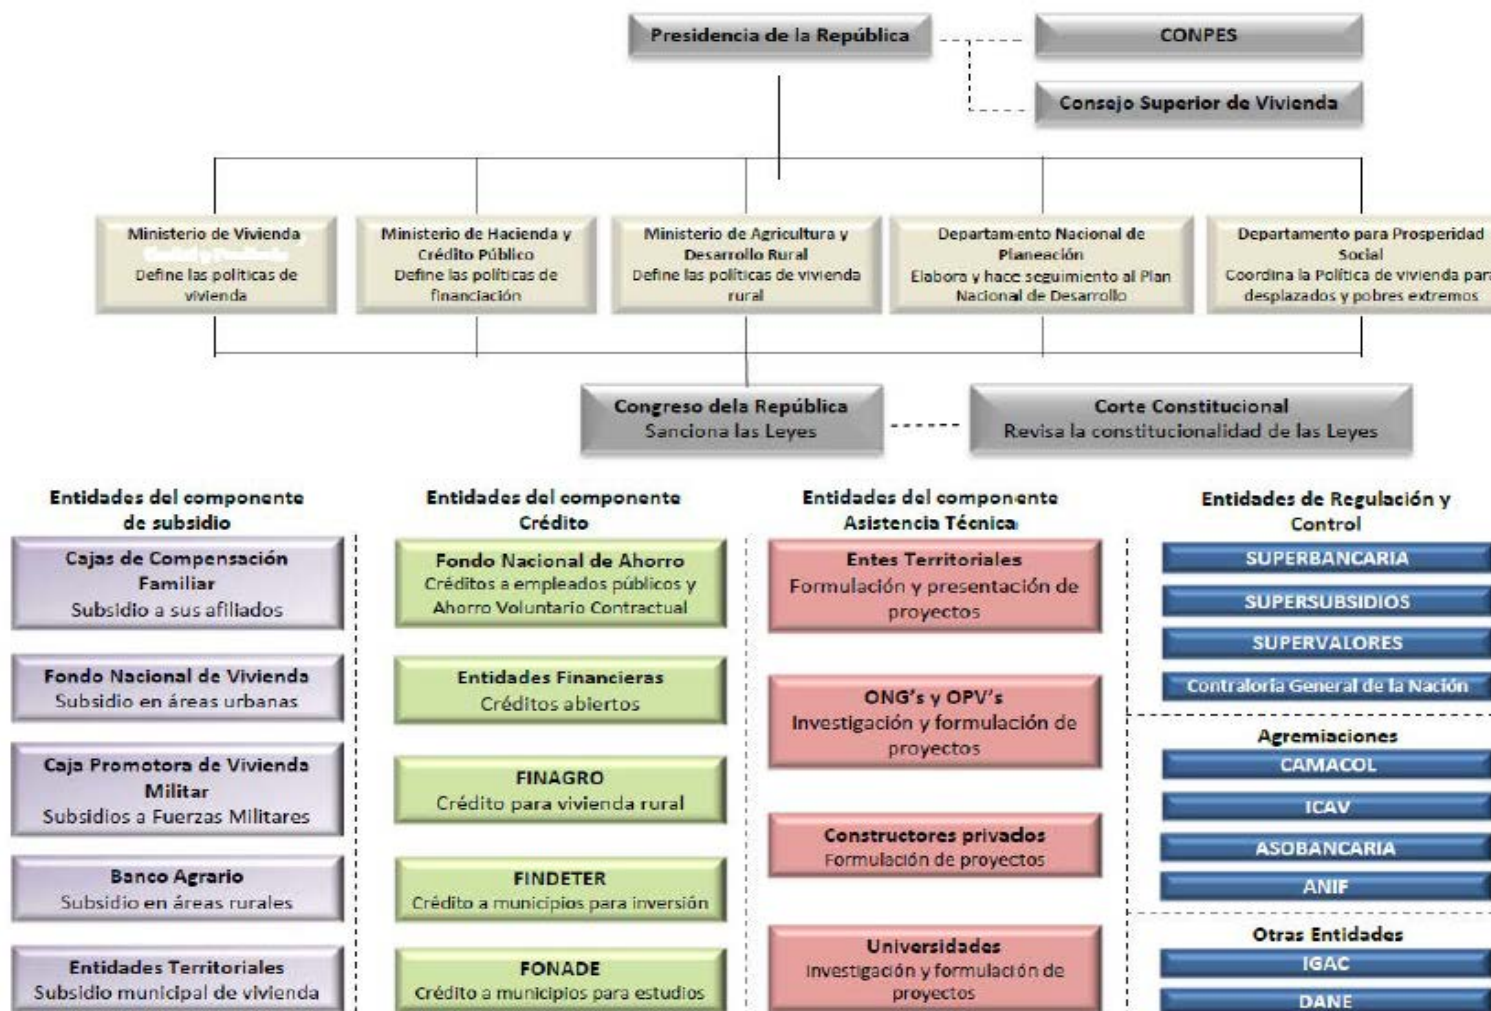 Presidencia de la República
CONPES
Consejo Superior de Vivienda
Ministerio de Vivienda
Define las políticas de
vivienda
Ministerio de Hacienda y
Crédito Público
Define las políticas de
financiación
Ministerio de Agricultura y
Desarrollo Rural
Define las políticas de vivienda
rural
Departamento Nacional de
Planeación
Elabora y hace seguimiento al Plan
Nacional de Desarrollo
Departamento para Prosperidad
Social
Coordina la Política de vivienda para
desplazados y pobres extremos
Congreso dela República
Sanciona las Leyes
Corte Constitucional
Revisa la constitucionalidad de las Leyes
Entidades del componente
de subsidio
Cajas de Compensación
Familiar
Subsidio a sus afiliados
Fondo Nacional de Vivienda
Subsidio en áreas urbanas
Caja Promotora de Vivienda
Militar
Subsidios a Fuerzas Militares
Banco Agrario
Subsidio en áreas rurales
Entidades Territoriales
Subsidio municipal de vivienda
Entidades del componente
Crédito
Fondo Nacional de Ahorro
Créditos a empleados públicos y
Ahorro Voluntario Contractual
Entidades Financieras
Créditos abiertos
FINAGRO
Crédito para vivienda rural
FINDETER
Crédito a municipios para inversión
FONADE
Crédito a municipios para estudios
Entidades del componente
Asistencia Técnica
Entes Territoriales
Formulación y presentación de
proyectos
ONG's y OPV's
Investigación y formulación de
proyectos
Constructores privados
Formulación de proyectos
Universidades
Investigación y formulación de
proyectos
Entidades de Regulación y
Control
SUPERBANCARIA
SUPERSUBSIDIOS
SUPERVALORES
Contraloría General de la Nación
Agremiaciones
CAMACOL
ICAV
ASOBANCARIA
ANIF
Otras Entidades
IGAC
DANE